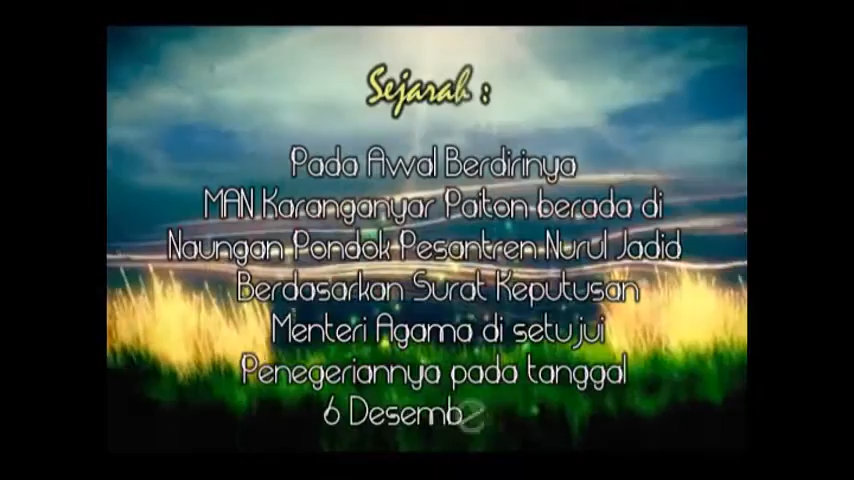 Sejarah :
Pada Awal Berdirinya
MAN Karanganyar Paiton berada di
Naungan Pondok Pesantren Nurul Jadid
Berdasarkan Surat Keputusan
Menteri Agama di setujui
Penegeriannya pada tanggal
6 Desemb